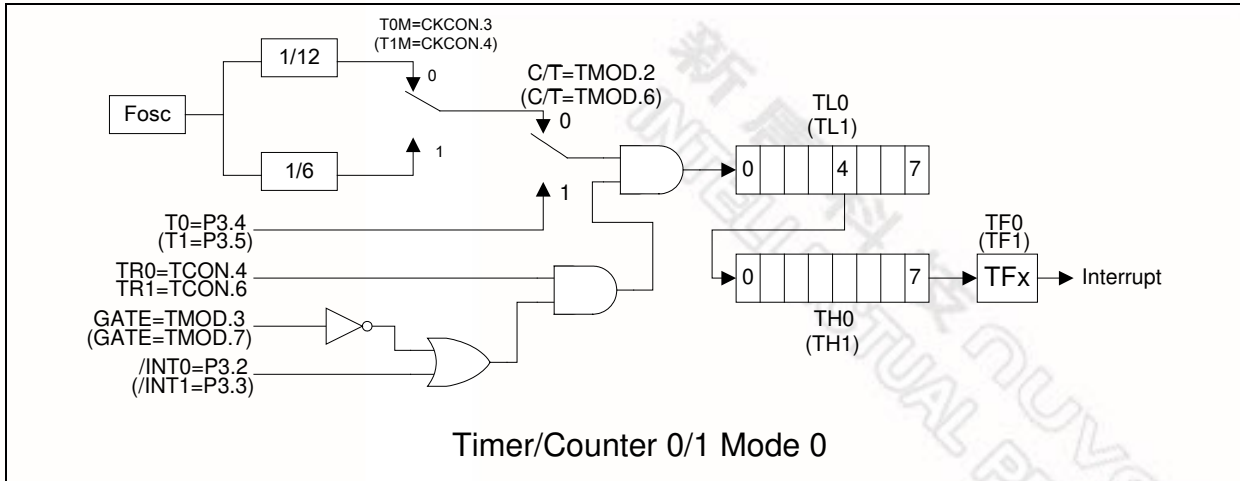 T0M=CKCON.3
(T1M=CKCON.4)
1/12
0
C/T=TMOD.2
(C/T=TMOD.6)
Fosc
0
1
1/6
1
TL0
(TL1)
0 4 7
T0=P3.4
(T1=P3.5)
TF0
(TF1)
TR0=TCON.4
TR1=TCON.6
0 7
TFx
Interrupt
GATE=TMOD.3
(GATE=TMOD.7)
TH0
(TH1)
/INT0=P3.2
(/INT1=P3.3)
Timer/Counter 0/1 Mode 0